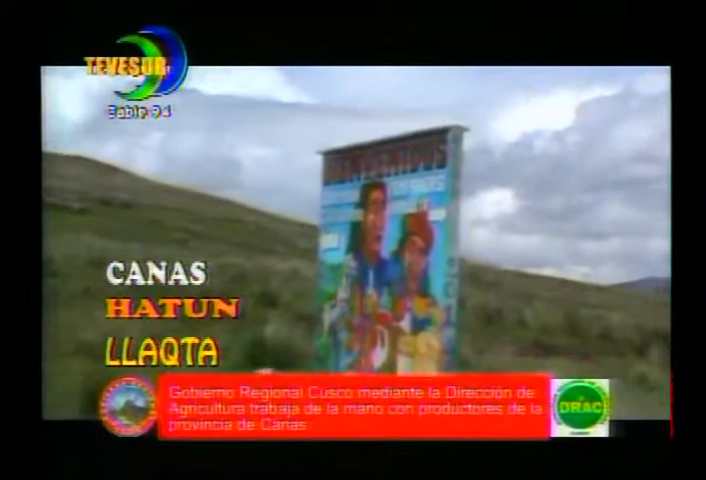 TEVESUR
Cable 94
BIENVENIDOS
CANAS
HATUN
LLAQTA
Gobierno Regional Cusco mediante la Dirección de
Agricultura trabaja de la mano con productores de la
provincia de Canas
DRAC